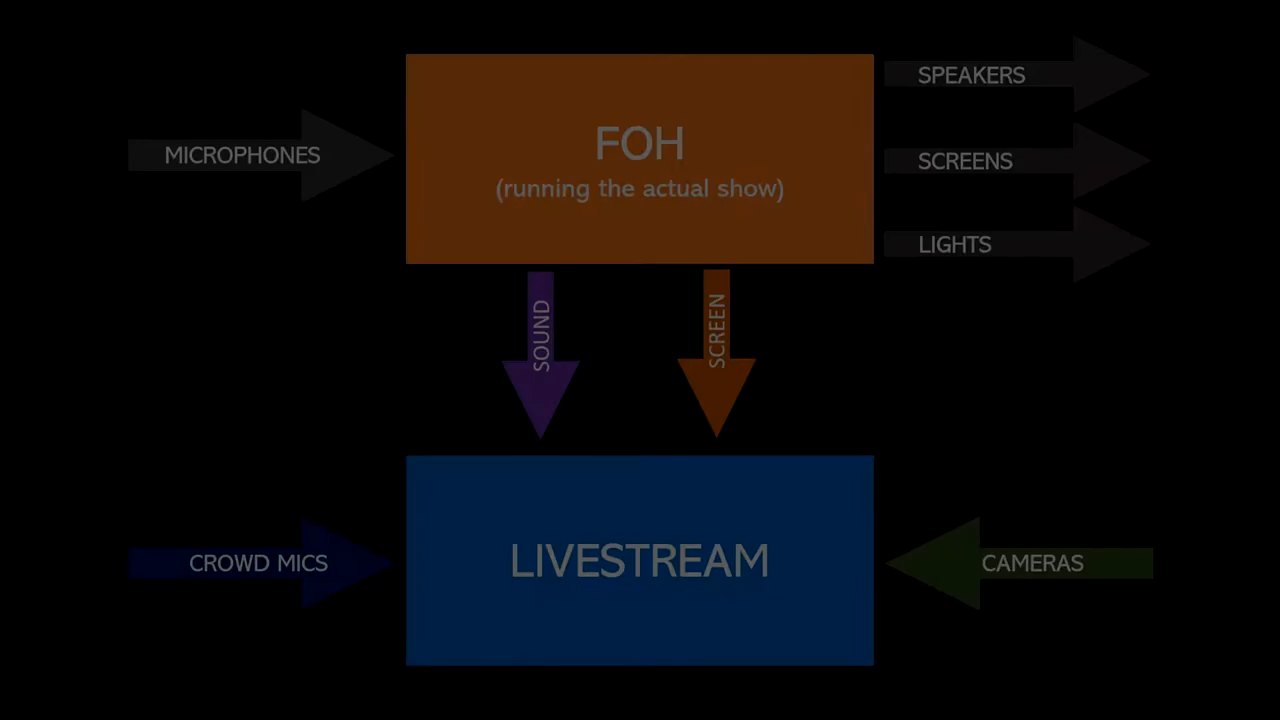 SPEAKERS
FOH
MICROPHONES
SCREENS
(running the actual show)
LIGHTS
SOUND
SCREEN
CROWD MICS
LIVESTREAM
CAMERAS